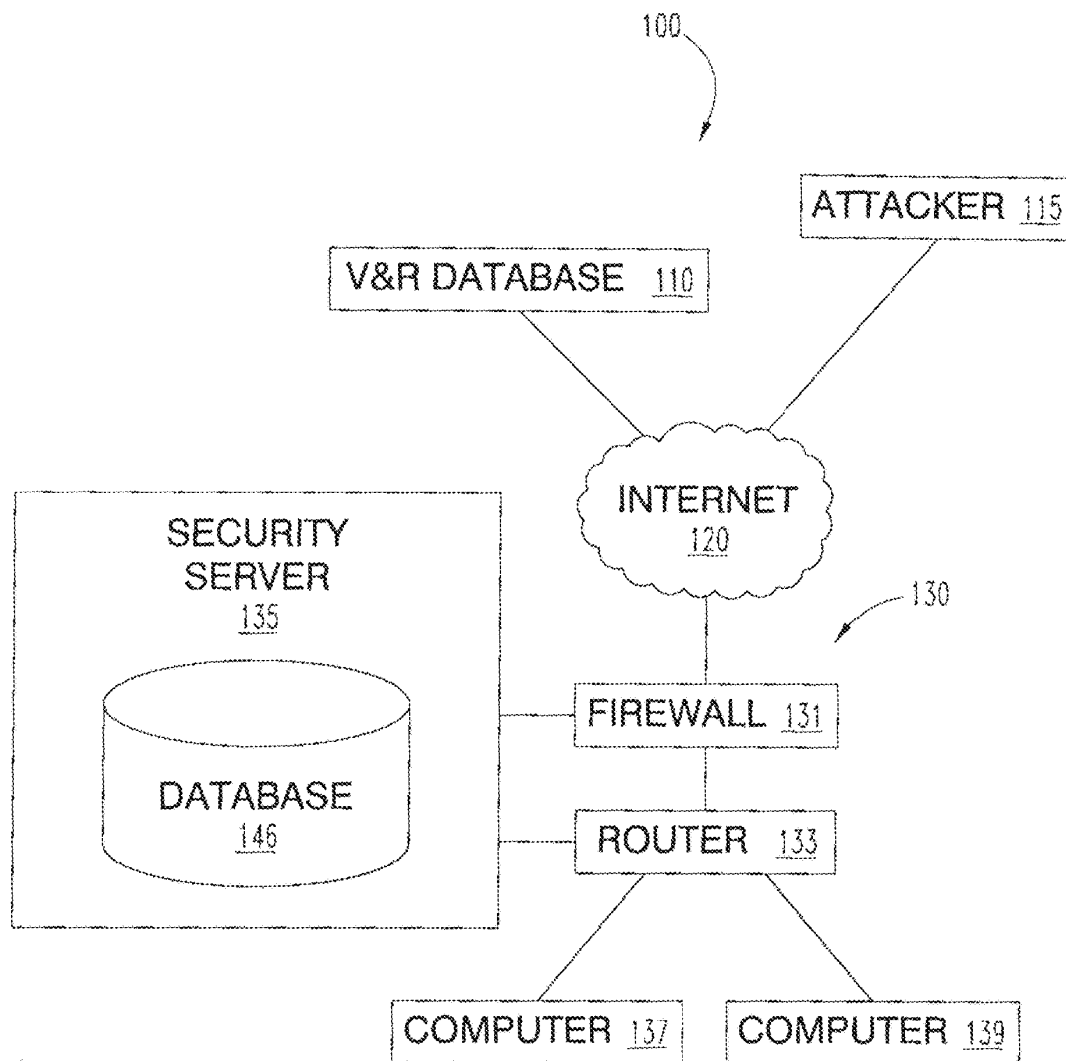 100
ATTACKER 115
V&R DATABASE 110
INTERNET
120
SECURITY
SERVER
135
130
FIREWALL 131
DATABASE
146
ROUTER 133
COMPUTER 137
COMPUTER 139